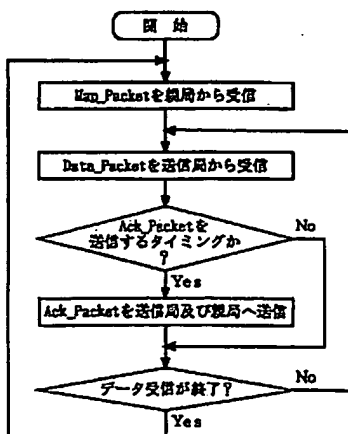 開始
Map_Packetを親局から受信
Data_Packetを送信局から受信
Ack_Packetを
送信するタイミングか
?
No
Yes
Ack_Packetを送信局及び親局へ送信
データ受信が終了?
No
Yes